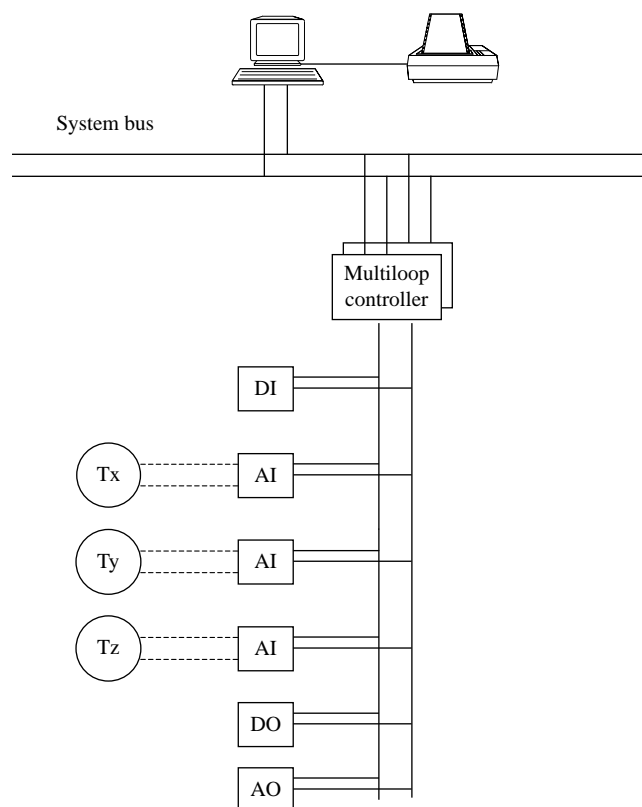 System bus
Multiloop
controller
DI
Tx
AI
Ty
AI
Tz
AI
DO
AO